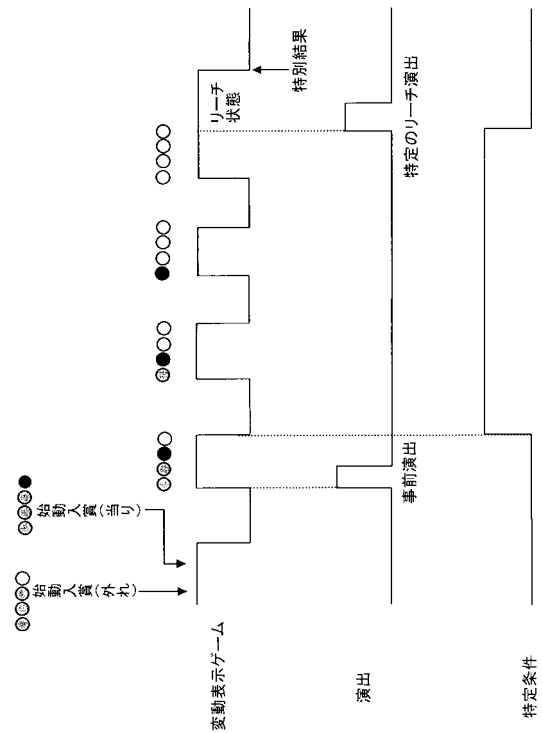 始動入賞(外れ)
始動入賞(当り)
変動表示ゲーム
リーチ
状態
特別結果
演出
事前演出
特定のリーチ演出
特定条件